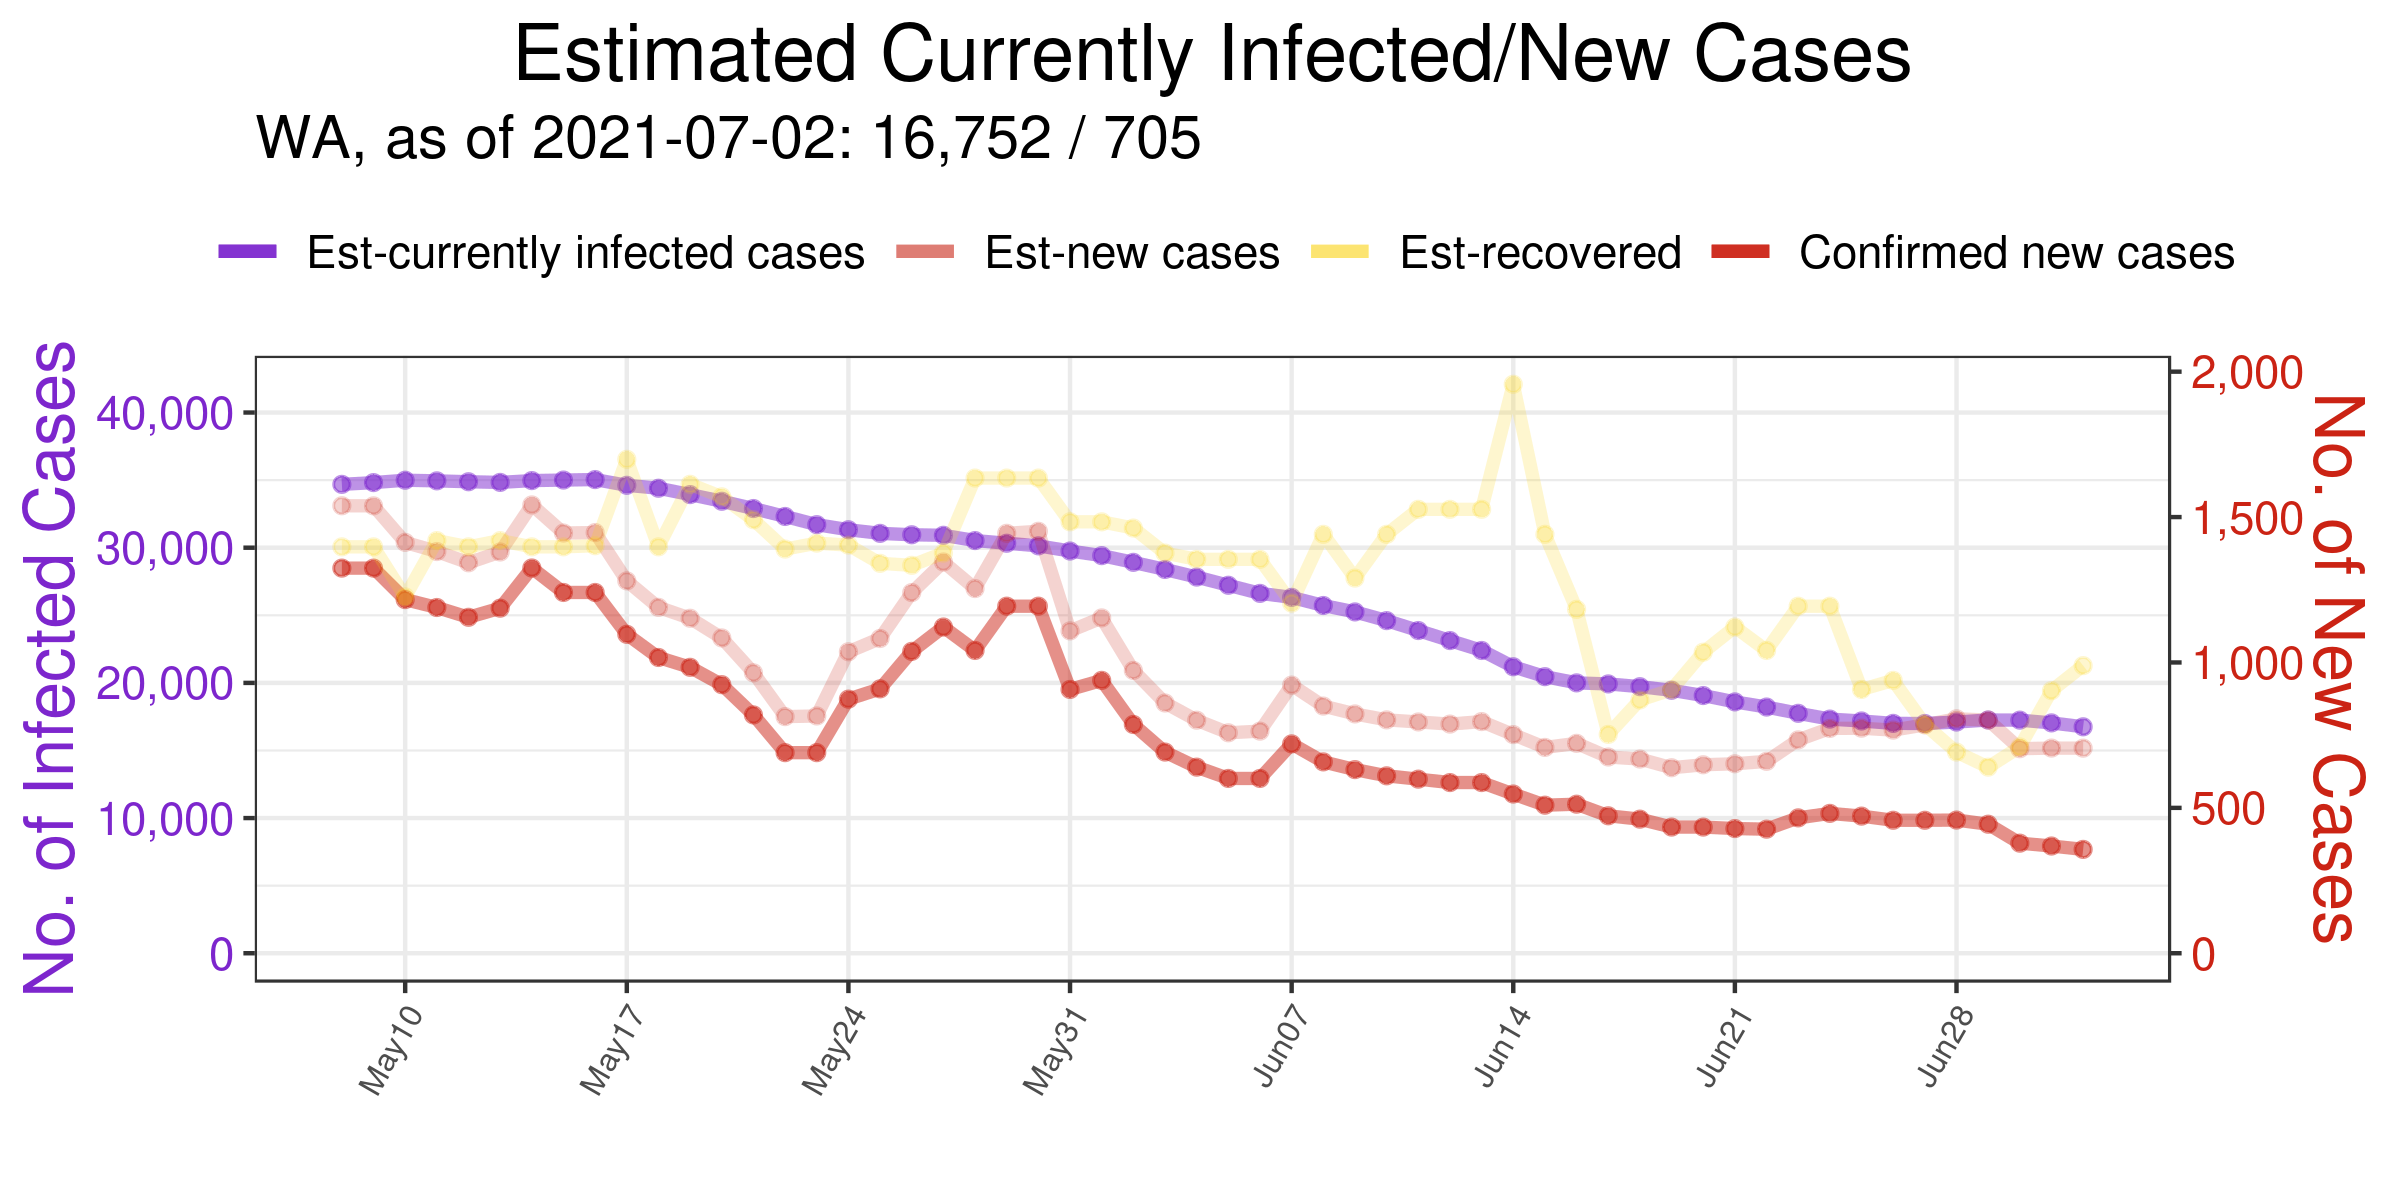 Estimated Currently Infected/New Cases
WA, as of 2021-07-02: 16,752 / 705
Est-currently infected cases Est-new cases Est-recovered Confirmed new cases
No. of Infected Cases
40,000
30,000
20,000
10,000
0
2,000
1,500
1,000
500
0
No. of New Cases
May10 May17 May24 May31 Jun07 Jun14 Jun21 Jun28